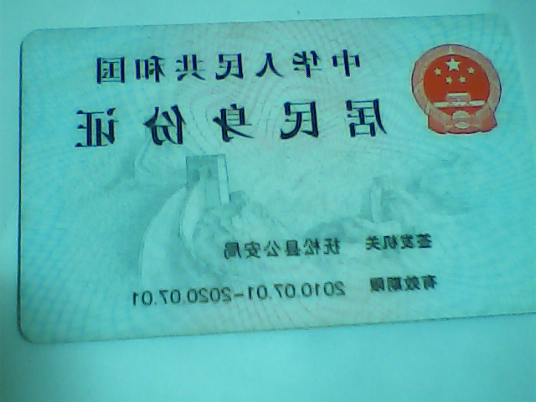 中华人民共和国
居民身份证
签发机关 抚松县公安局
有效期限 2010.07.01-2020.07.01